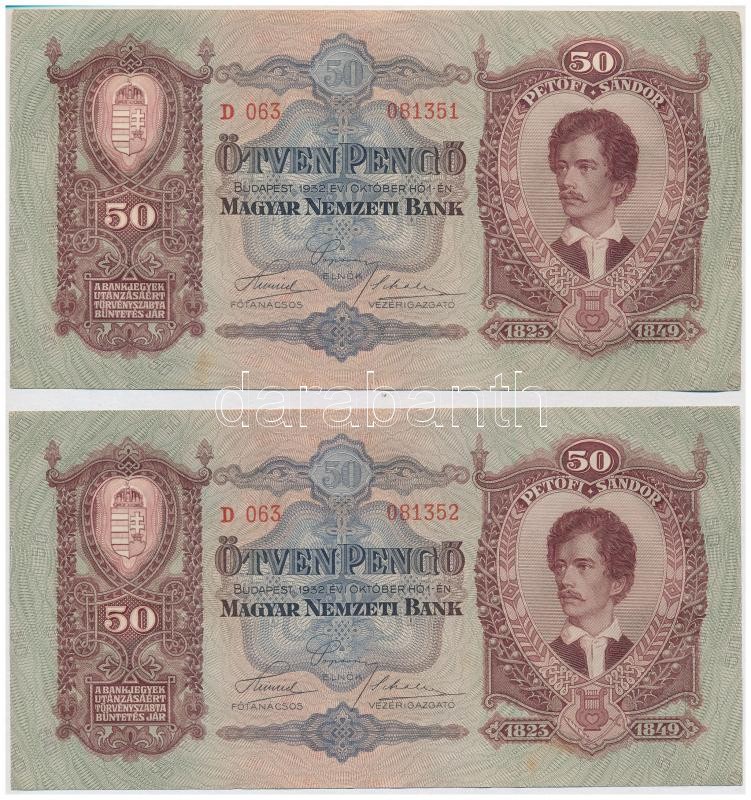 50
PETŐFI · SÁNDOR
D 063 081351
50
ÖTVEN PENGŐ
BUDAPEST, 1932. ÉVI OKTÓBER HÓ 1-ÉN
MAGYAR NEMZETI BANK
50
ELNÖK
FŐTANÁCSOS VEZÉRIGAZGATÓ
A BANKJEGYEK
UTÁNZÁSÁÉRT
TÖRVÉNYSZABTA
BÜNTETÉS JÁR
1823 1849
darabanth
50
PETŐFI · SÁNDOR
D 063 081352
50
ÖTVEN PENGŐ
BUDAPEST, 1932. ÉVI OKTÓBER HÓ 1-ÉN
MAGYAR NEMZETI BANK
50
ELNÖK
FŐTANÁCSOS VEZÉRIGAZGATÓ
A BANKJEGYEK
UTÁNZÁSÁÉRT
TÖRVÉNYSZABTA
BÜNTETÉS JÁR
1823 1849